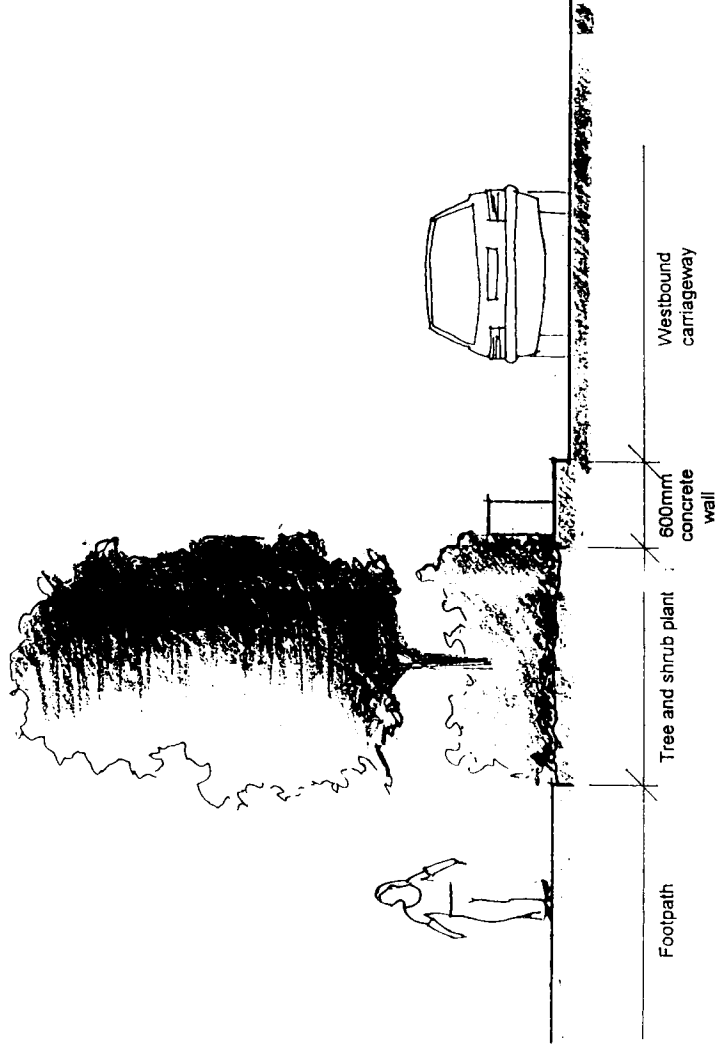 Footpath
Tree and shrub plant
600mm
concrete
wall
Westbound
carriageway